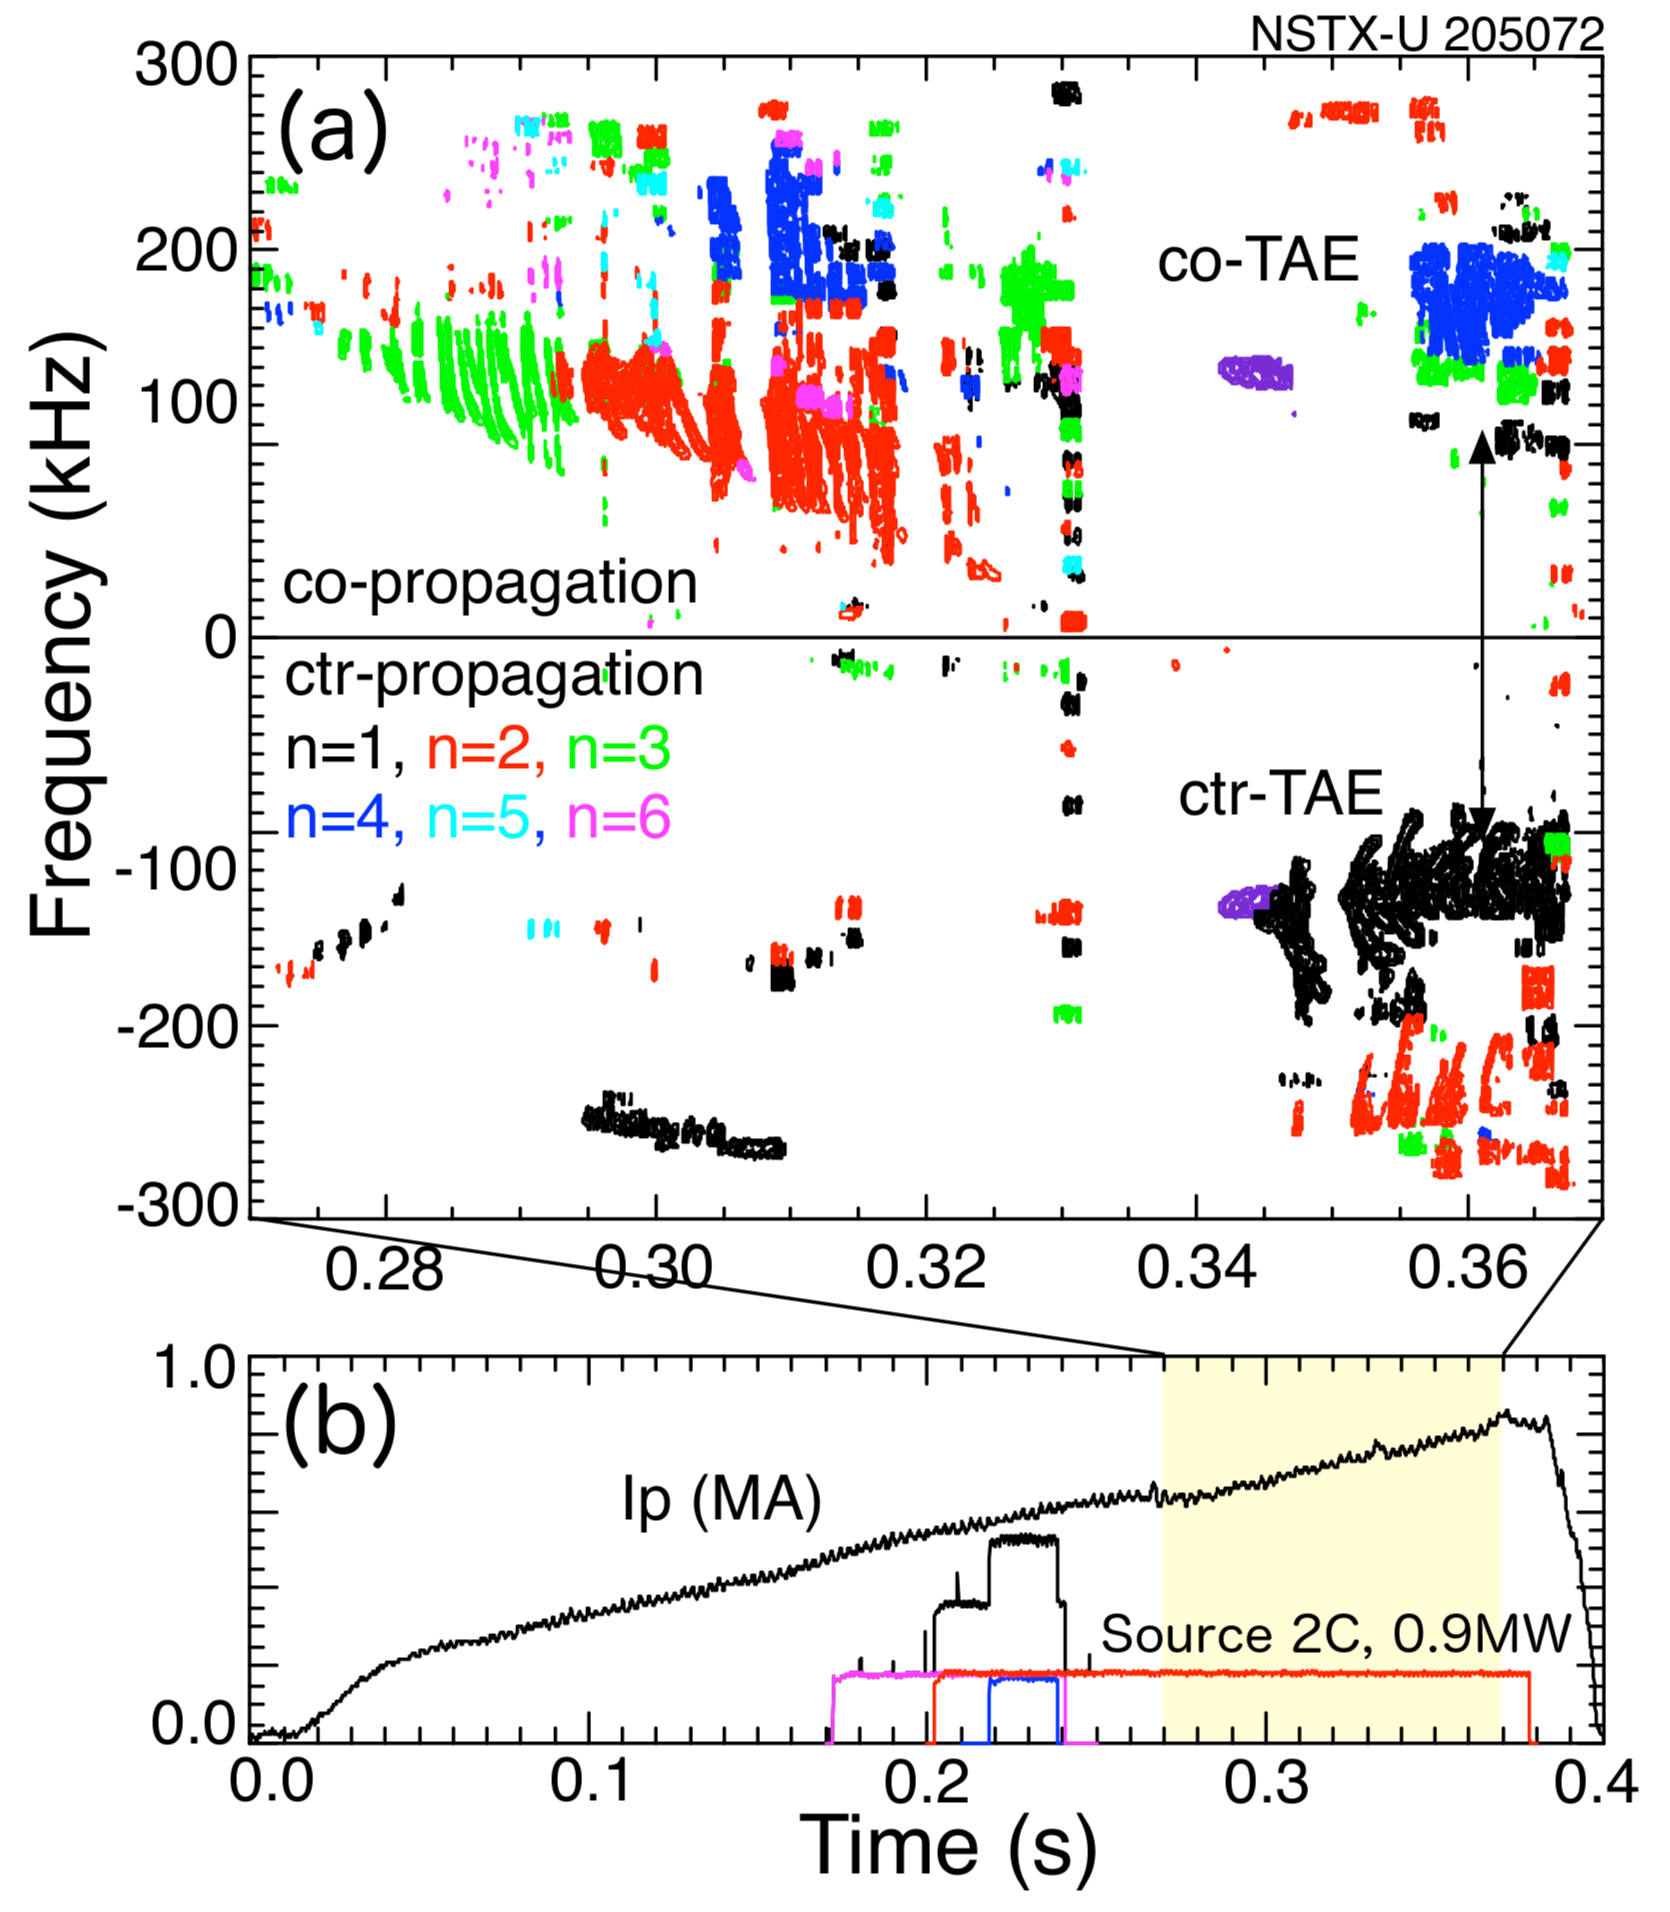 NSTX-U 205072
300
(a)
200
co-TAE
100
Frequency (kHz)
co-propagation
0
ctr-propagation
n=1, n=2, n=3
ctr-TAE
n=4, n=5, n=6
-100
-200
-300
0.28 0.30 0.32 0.34 0.36
1.0
(b)
Ip (MA)
Source 2C, 0.9MW
0.0
0.0 0.1 0.2 0.3 0.4
Time (s)